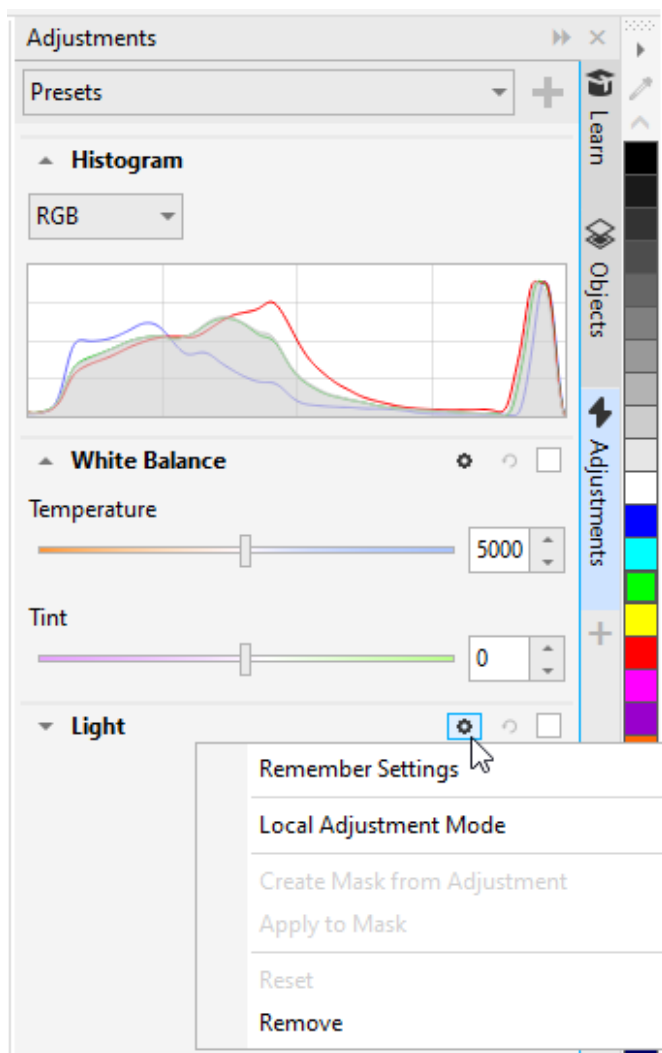 Adjustments
Presets
Histogram
RGB
White Balance
Temperature
5000
Tint
0
Light
Remember Settings
Local Adjustment Mode
Create Mask from Adjustment
Apply to Mask
Reset
Remove
Learn
Objects
Adjustments